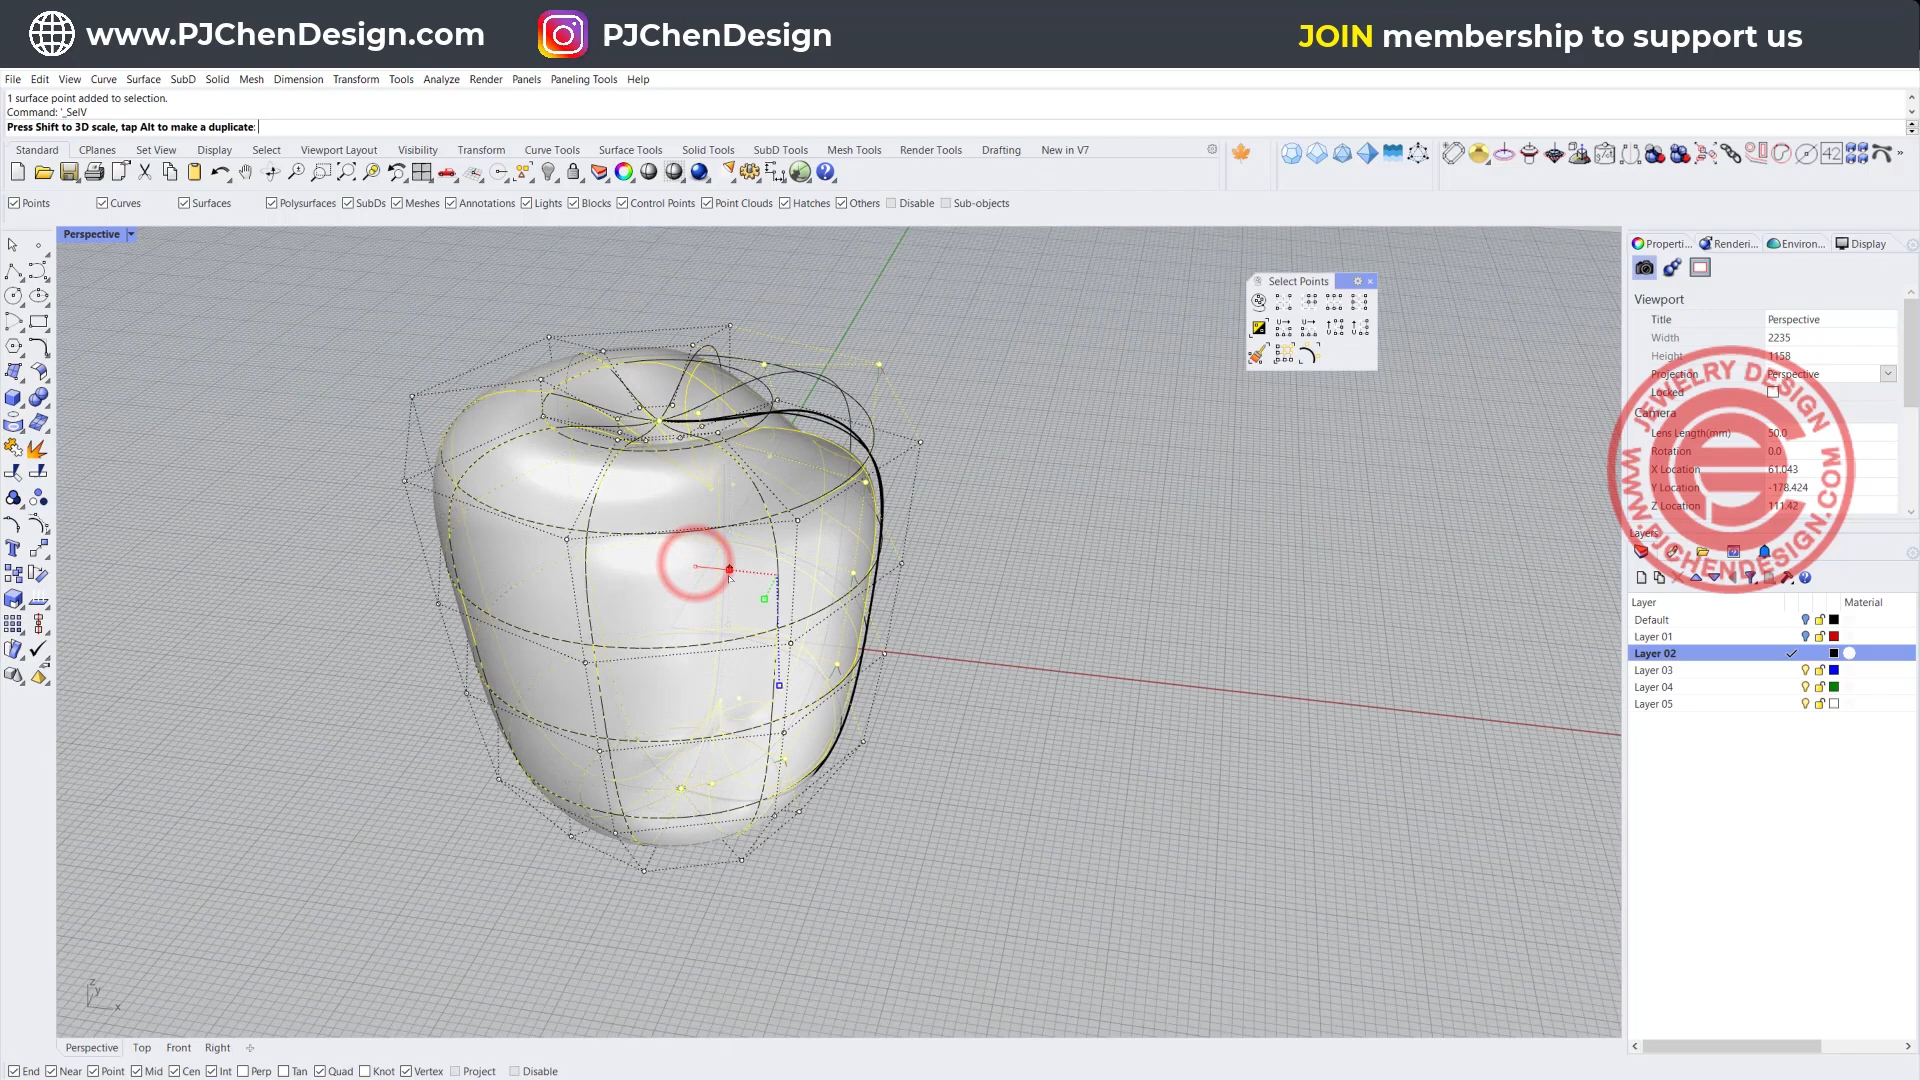 www.PJChenDesign.com PJChenDesign JOIN membership to support us
File Edit View Curve Surface SubD Solid Mesh Dimension Transform Tools Analyze Render Panels Paneling Tools Help
1 surface point added to selection.
Command: '_SelV
Press Shift to 3D scale, tap Alt to make a duplicate:
Standard CPlanes Set View Display Select Viewport Layout Visibility Transform Curve Tools Surface Tools Solid Tools SubD Tools Mesh Tools Render Tools Drafting New in V7
42
Points Curves Surfaces Polysurfaces SubDs Meshes Annotations Lights Blocks Control Points Point Clouds Hatches Others Disable Sub-objects
Perspective
Properti... Renderi... Environ... Display
Select Points
Viewport
Title Perspective
Width 2235
Height 1158
Projection Perspective
Locked
Camera
Lens Length(mm) 50.0
Rotation 0.0
X Location 61.043
Y Location -178.424
Z Location 111.42
JEWELRY DESIGN
WWW.PJCHENDESIGN.COM
Layers
Layer Material
Default
Layer 01
Layer 02
Layer 03
Layer 04
Layer 05
z
y
x
Perspective Top Front Right
End Near Point Mid Cen Int Perp Tan Quad Knot Vertex Project Disable